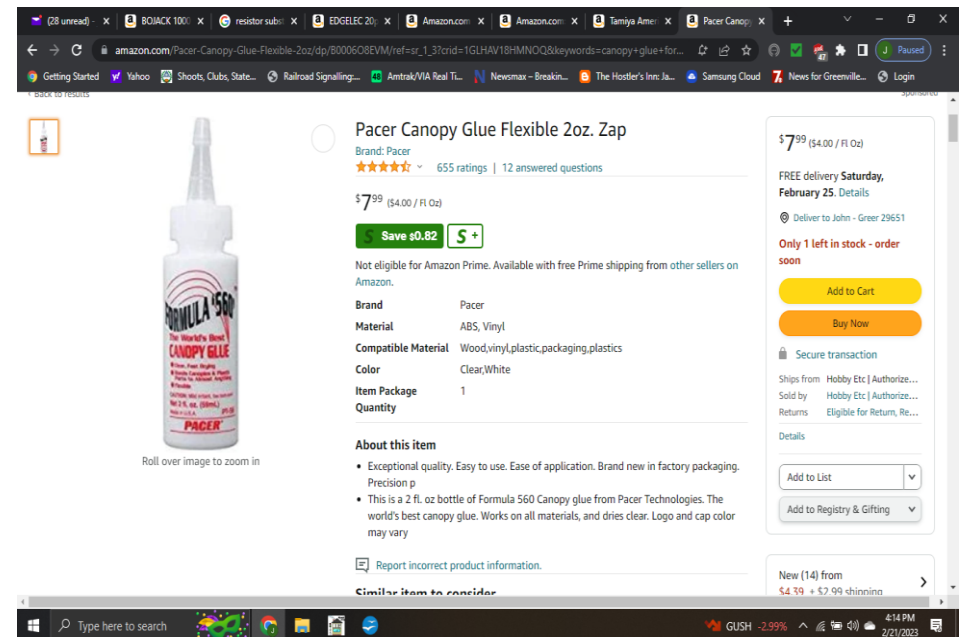 (28 unread) -
BOJACK 1000
resistor subst
EDGELEC 20p
Amazon.com
Amazon.com
Tamiya Amer
Pacer Canopy
amazon.com/Pacer-Canopy-Glue-Flexible-2oz/dp/B0006O8EVM/ref=sr_1_3?crid=1GLHAV18HMNOQ&keywords=canopy+glue+for...
47
J Paused
Getting Started
Yahoo
Shoots, Clubs, State...
Railroad Signalling:...
Amtrak/VIA Real Ti...
Newsmax – Breakin...
The Hostler's Inn: Ja...
Samsung Cloud
News for Greenville...
Login
Back to results
Sponsored
Pacer Canopy Glue Flexible 2oz. Zap
Brand: Pacer
655 ratings | 12 answered questions
$799 ($4.00 / Fl Oz)
S Save $0.82 S +
Not eligible for Amazon Prime. Available with free Prime shipping from other sellers on
Amazon.
Brand Pacer
Material ABS, Vinyl
Compatible Material Wood,vinyl,plastic,packaging,plastics
Color Clear,White
Item Package 1
Quantity
About this item
• Exceptional quality. Easy to use. Ease of application. Brand new in factory packaging.
Precision p
• This is a 2 fl. oz bottle of Formula 560 Canopy glue from Pacer Technologies. The
world's best canopy glue. Works on all materials, and dries clear. Logo and cap color
may vary
Report incorrect product information.
Similar item to consider
FORMULA '560'
The World's Best
CANOPY GLUE
PACER
Roll over image to zoom in
$799 ($4.00 / Fl Oz)
FREE delivery Saturday,
February 25. Details
Deliver to John - Greer 29651
Only 1 left in stock - order
soon
Add to Cart
Buy Now
Secure transaction
Ships from Hobby Etc | Authorize...
Sold by Hobby Etc | Authorize...
Returns Eligible for Return, Re...
Details
Add to List
Add to Registry & Gifting
New (14) from
$4.39 + $2.99 shipping
Type here to search
GUSH -2.99%
4:14 PM
2/21/2023